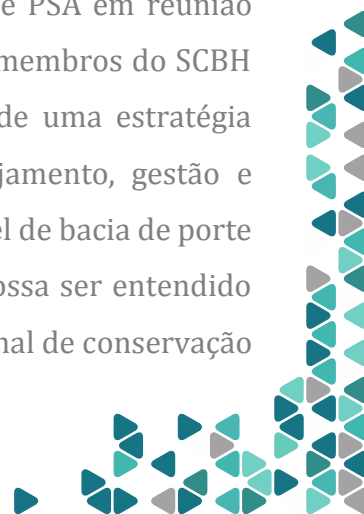 e PSA em reunião
membros do SCBH
de uma estratégia
jamento, gestão e
el de bacia de porte
ossa ser entendido
nal de conservação